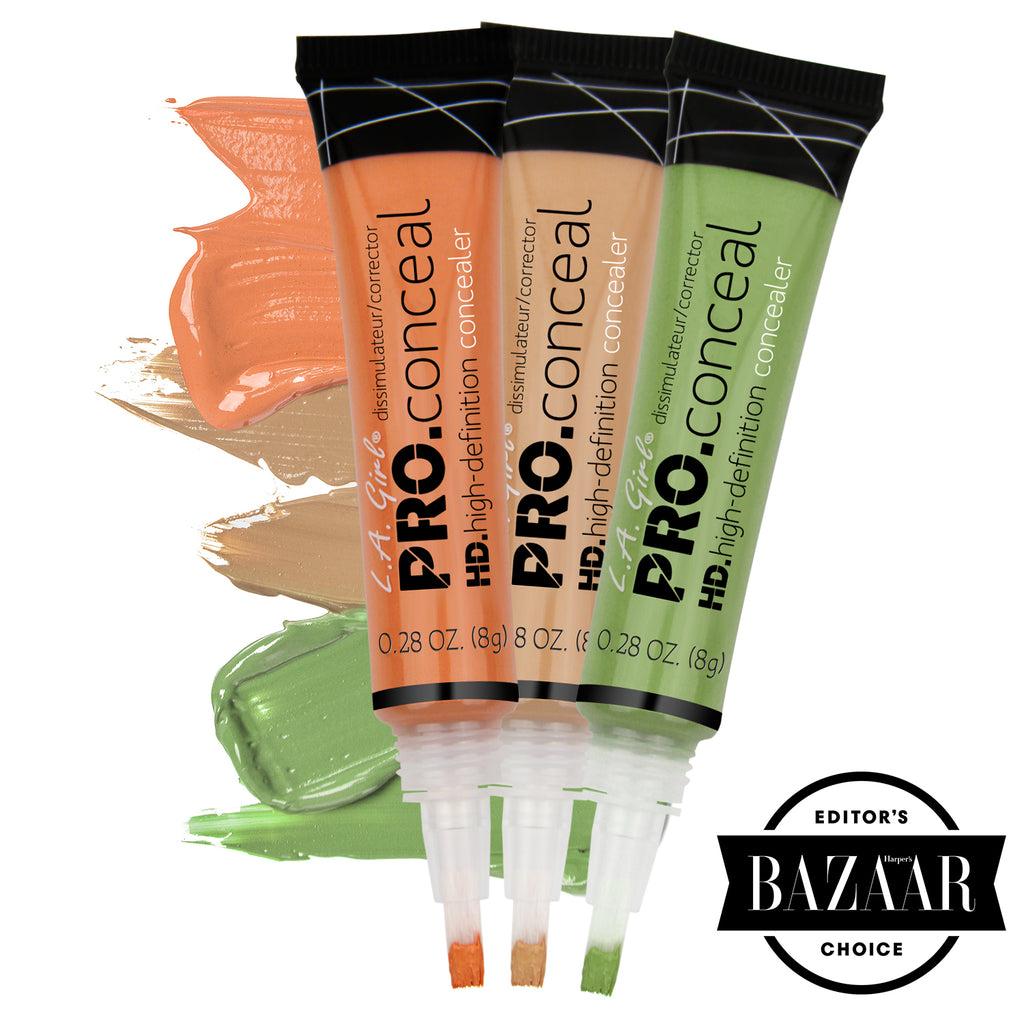 L.A. Girl® dissimulateur/corrector
PRO.conceal
HD.high-definition concealer
0.28 OZ. (8g)
Girl® dissimulateur/corrector
PRO.conceal
HD.high-definition concealer
8 OZ. (8
L.A. Girl® dissimulateur/corrector
PRO.conceal
HD.high-definition concealer
0.28 OZ. (8g)
EDITOR'S
Harper's
BAZAAR
CHOICE